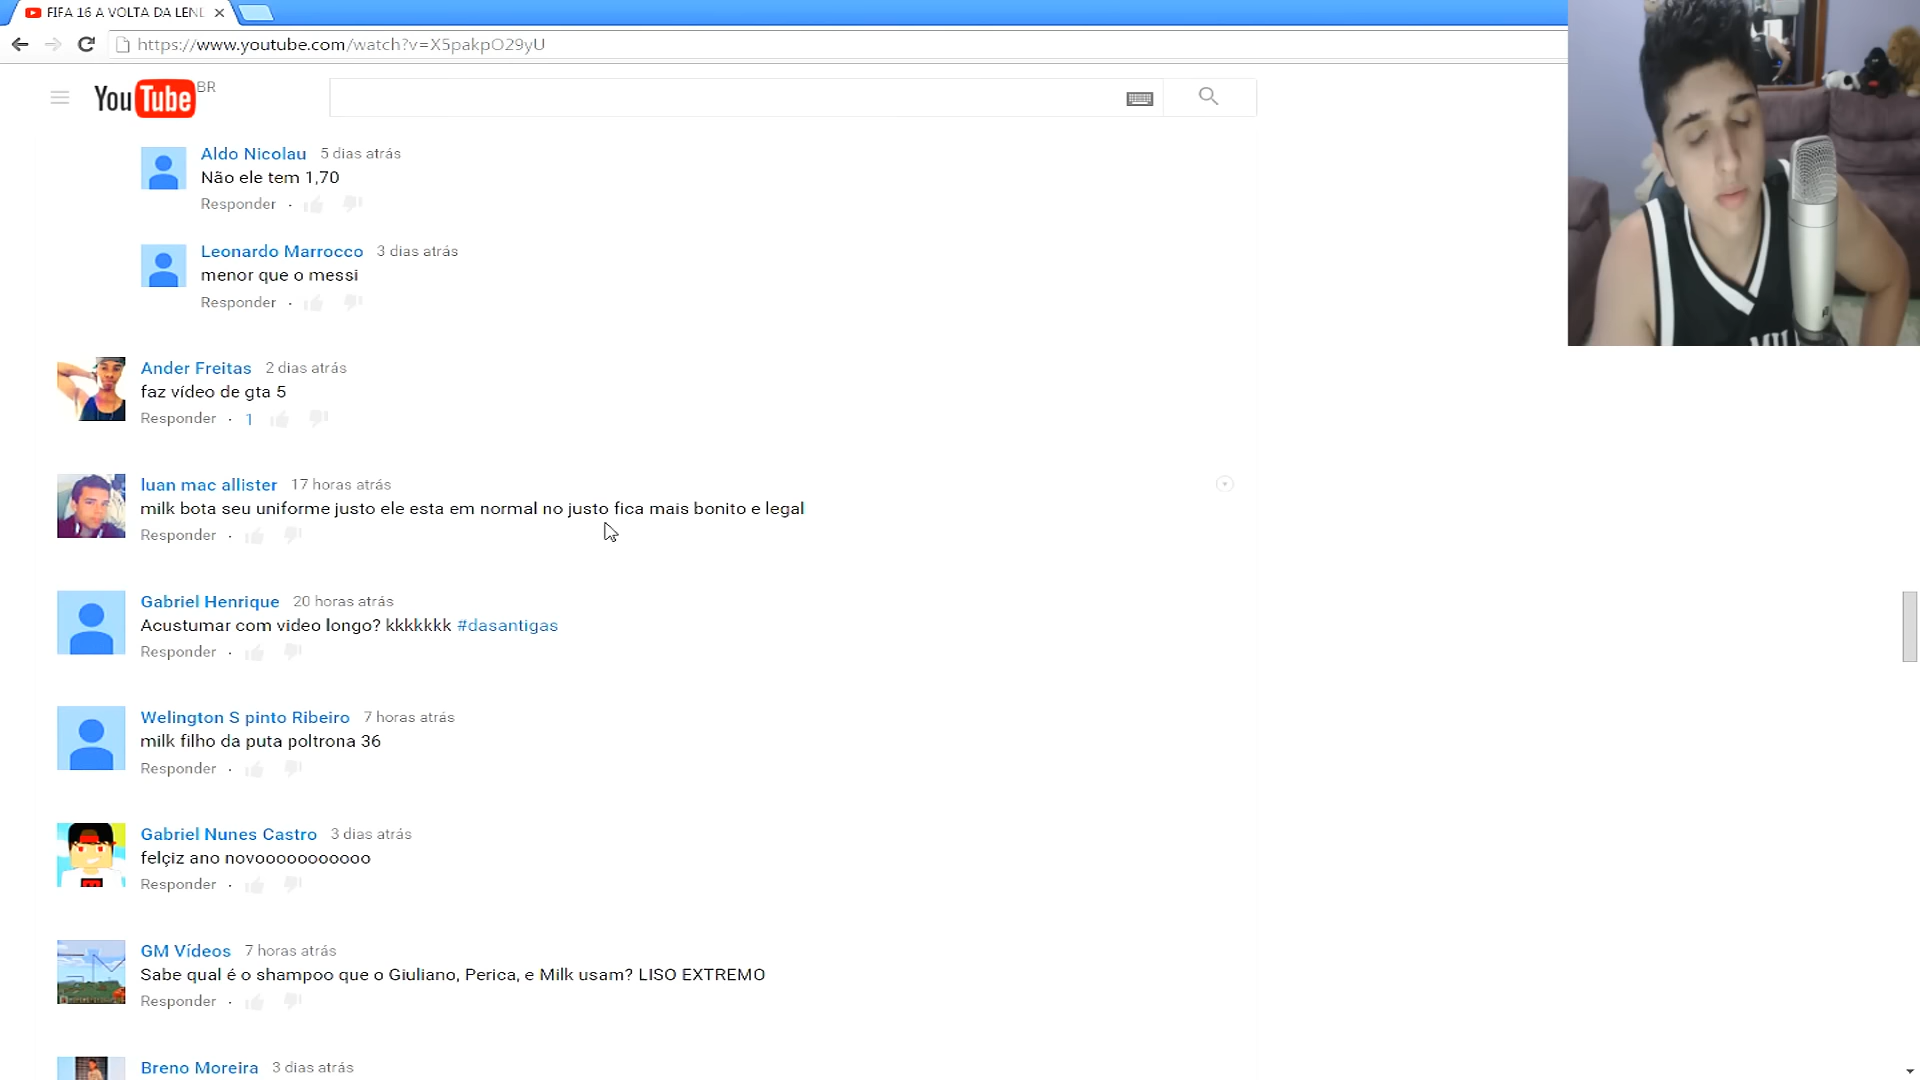 FIFA 16 A VOLTA DA LEND
https://www.youtube.com/watch?v=X5pakpO29yU
YouTube BR
Aldo Nicolau 5 dias atrás
Não ele tem 1,70
Responder
Leonardo Marrocco 3 dias atrás
menor que o messi
Responder
Ander Freitas 2 dias atrás
faz vídeo de gta 5
Responder · 1
luan mac allister 17 horas atrás
milk bota seu uniforme justo ele esta em normal no justo fica mais bonito e legal
Responder
Gabriel Henrique 20 horas atrás
Acustumar com video longo? kkkkkkk #dasantigas
Responder
Welington S pinto Ribeiro 7 horas atrás
milk filho da puta poltrona 36
Responder
Gabriel Nunes Castro 3 dias atrás
felçiz ano novooooooooooo
Responder
GM Vídeos 7 horas atrás
Sabe qual é o shampoo que o Giuliano, Perica, e Milk usam? LISO EXTREMO
Responder
Breno Moreira 3 dias atrás